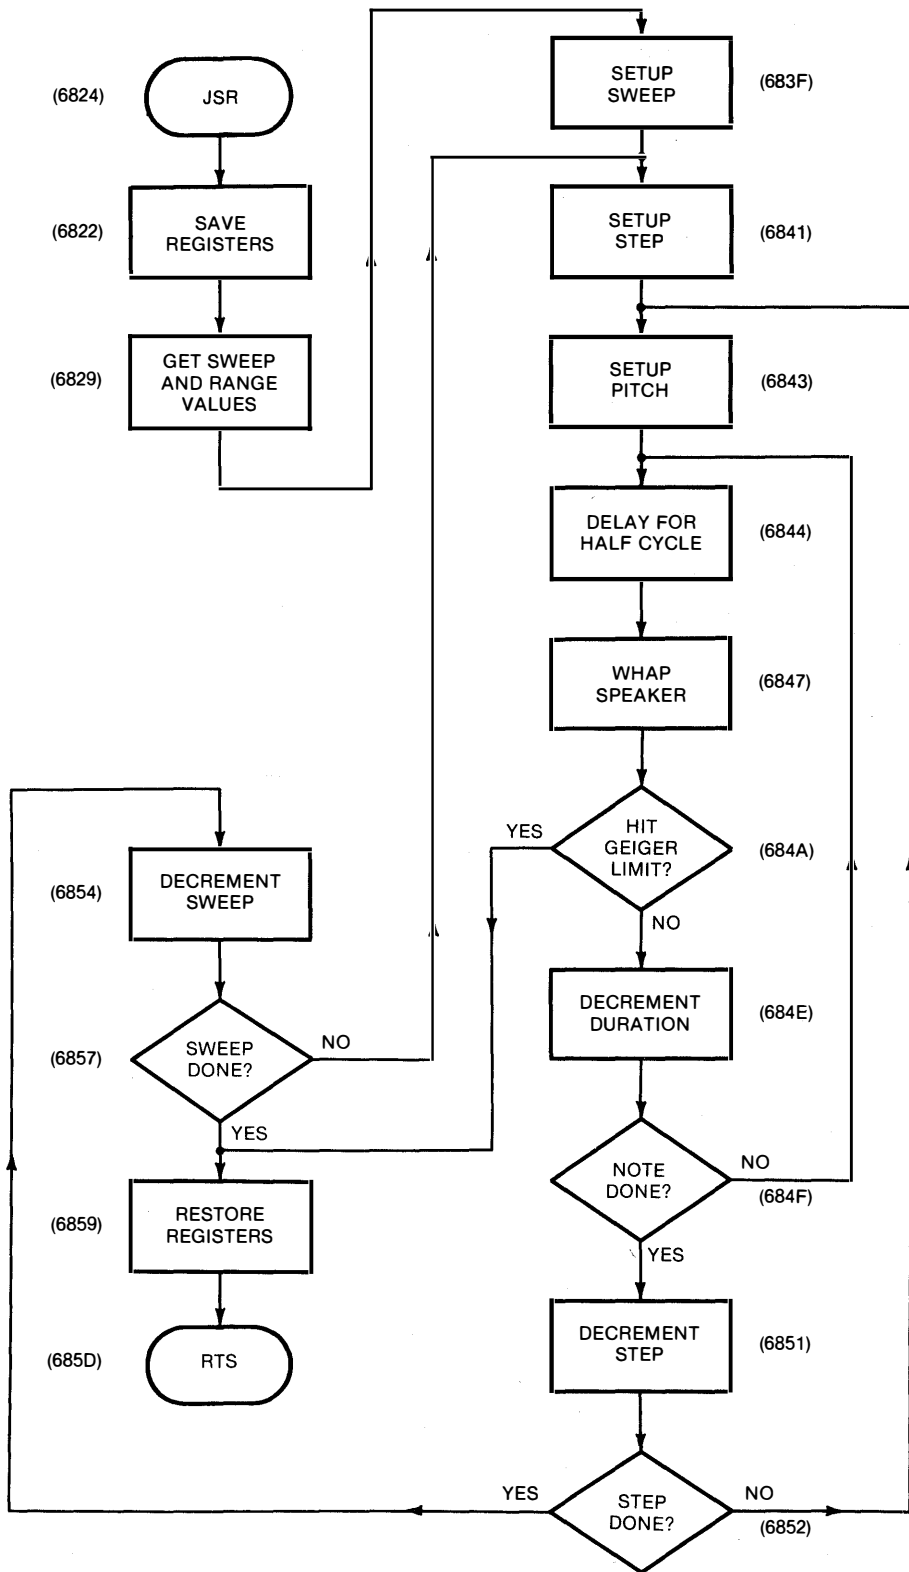 (6824)
JSR
(6822)
SAVE
REGISTERS
(6829)
GET SWEEP
AND RANGE
VALUES
SETUP
SWEEP
(683F)
SETUP
STEP
(6841)
SETUP
PITCH
(6843)
DELAY FOR
HALF CYCLE
(6844)
WHAP
SPEAKER
(6847)
YES
HIT
GEIGER
LIMIT?
(684A)
NO
DECREMENT
DURATION
(684E)
NOTE
DONE?
NO
(684F)
YES
DECREMENT
STEP
(6851)
YES
STEP
DONE?
NO
(6852)
(6854)
DECREMENT
SWEEP
(6857)
SWEEP
DONE?
NO
YES
(6859)
RESTORE
REGISTERS
(685D)
RTS